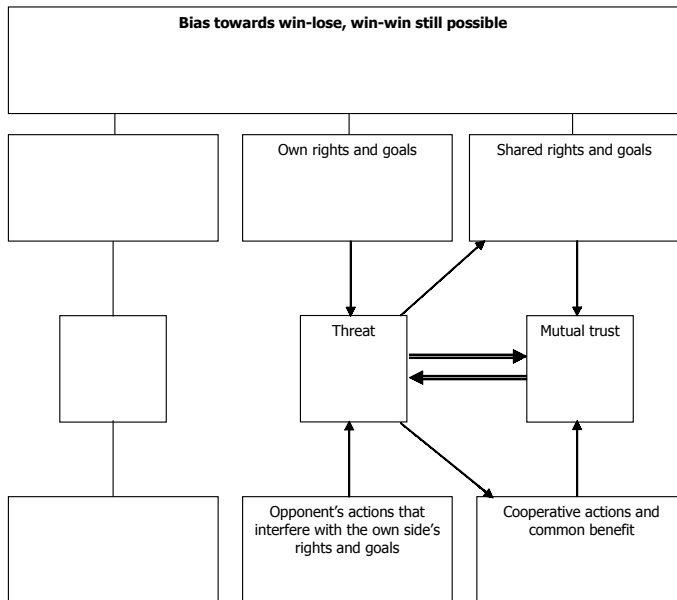 Bias towards win-lose, win-win still possible
Own rights and goals
Shared rights and goals
Threat
Mutual trust
Opponent’s actions that
interfere with the own side’s
rights and goals
Cooperative actions and
common benefit